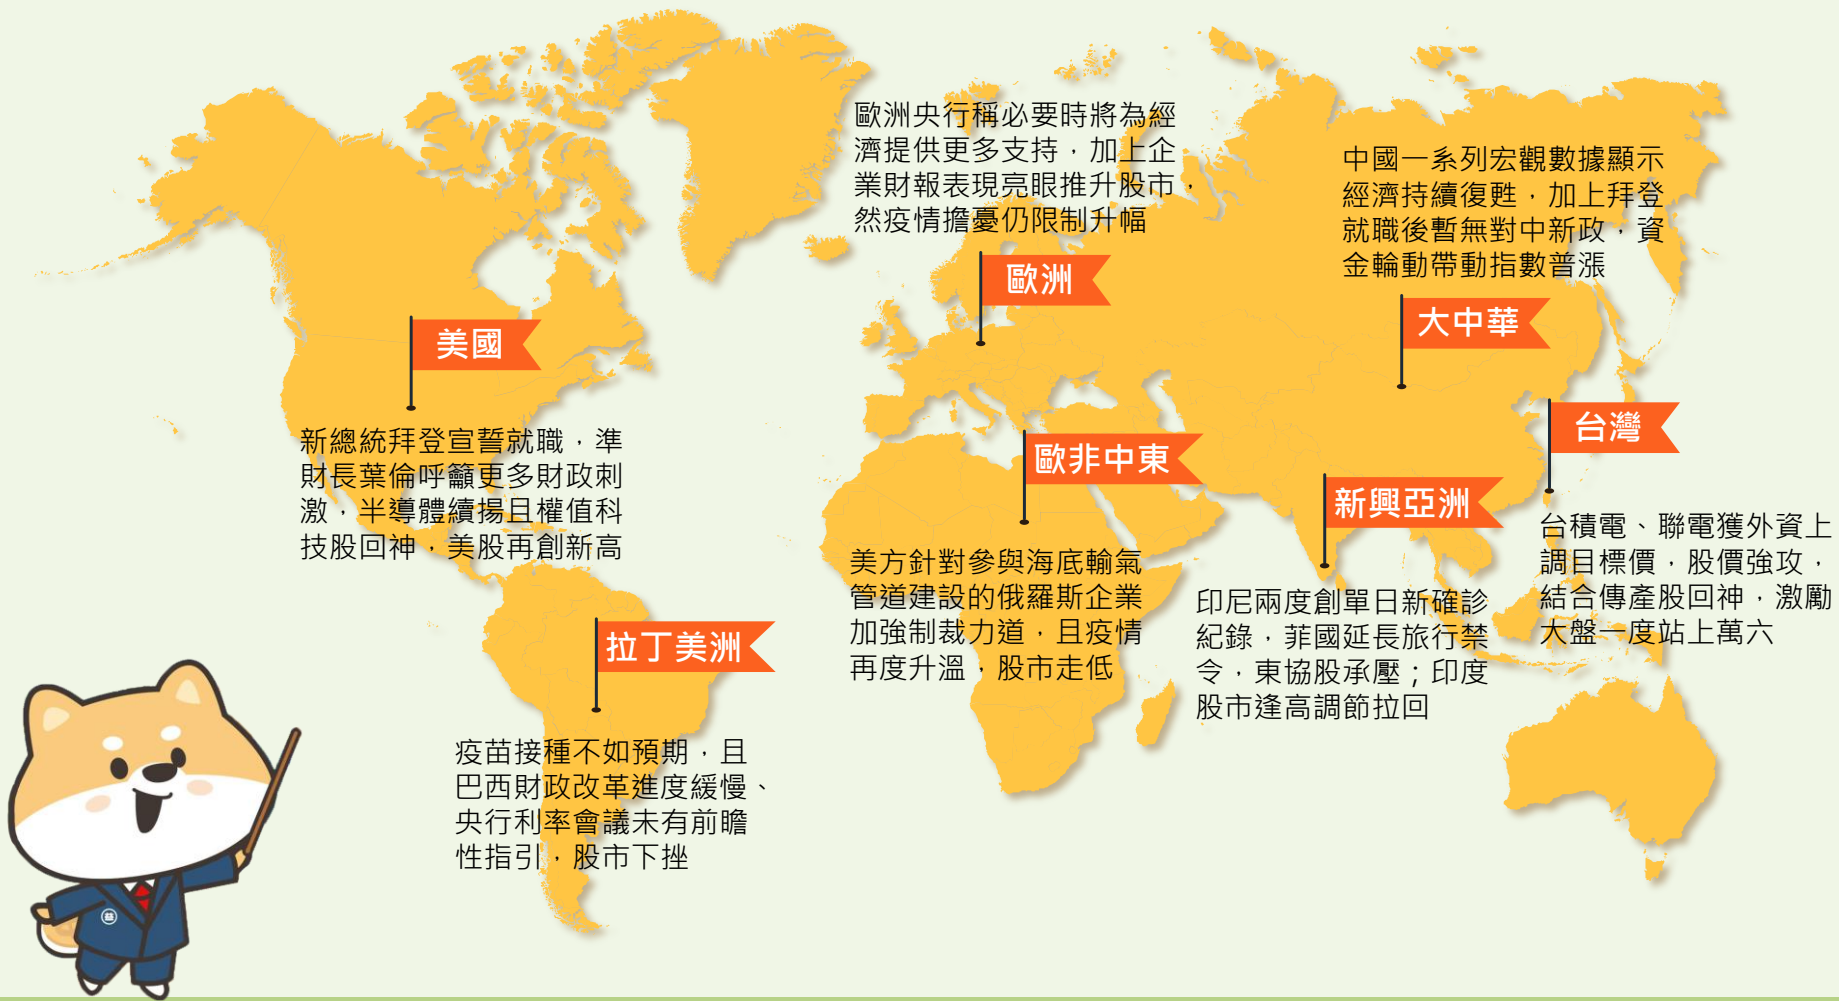 歐洲央行稱必要時將為經
濟提供更多支持，加上企
業財報表現亮眼推升股市，
然疫情擔憂仍限制升幅
歐洲
中國一系列宏觀數據顯示
經濟持續復甦，加上拜登
就職後暫無對中新政，資
金輪動帶動指數普漲
大中華
美國
新總統拜登宣誓就職，準
財長葉倫呼籲更多財政刺
激，半導體續揚且權值科
技股回神，美股再創新高
歐非中東
美方針對參與海底輸氣
管道建設的俄羅斯企業
加強制裁力道，且疫情
再度升溫，股市走低
新興亞洲
印尼兩度創單日新確診
紀錄，菲國延長旅行禁
令，東協股承壓；印度
股市逢高調節拉回
台灣
台積電、聯電獲外資上
調目標價，股價強攻，
結合傳產股回神，激勵
大盤一度站上萬六
拉丁美洲
疫苗接種不如預期，且
巴西財政改革進度緩慢、
央行利率會議未有前瞻
性指引，股市下挫